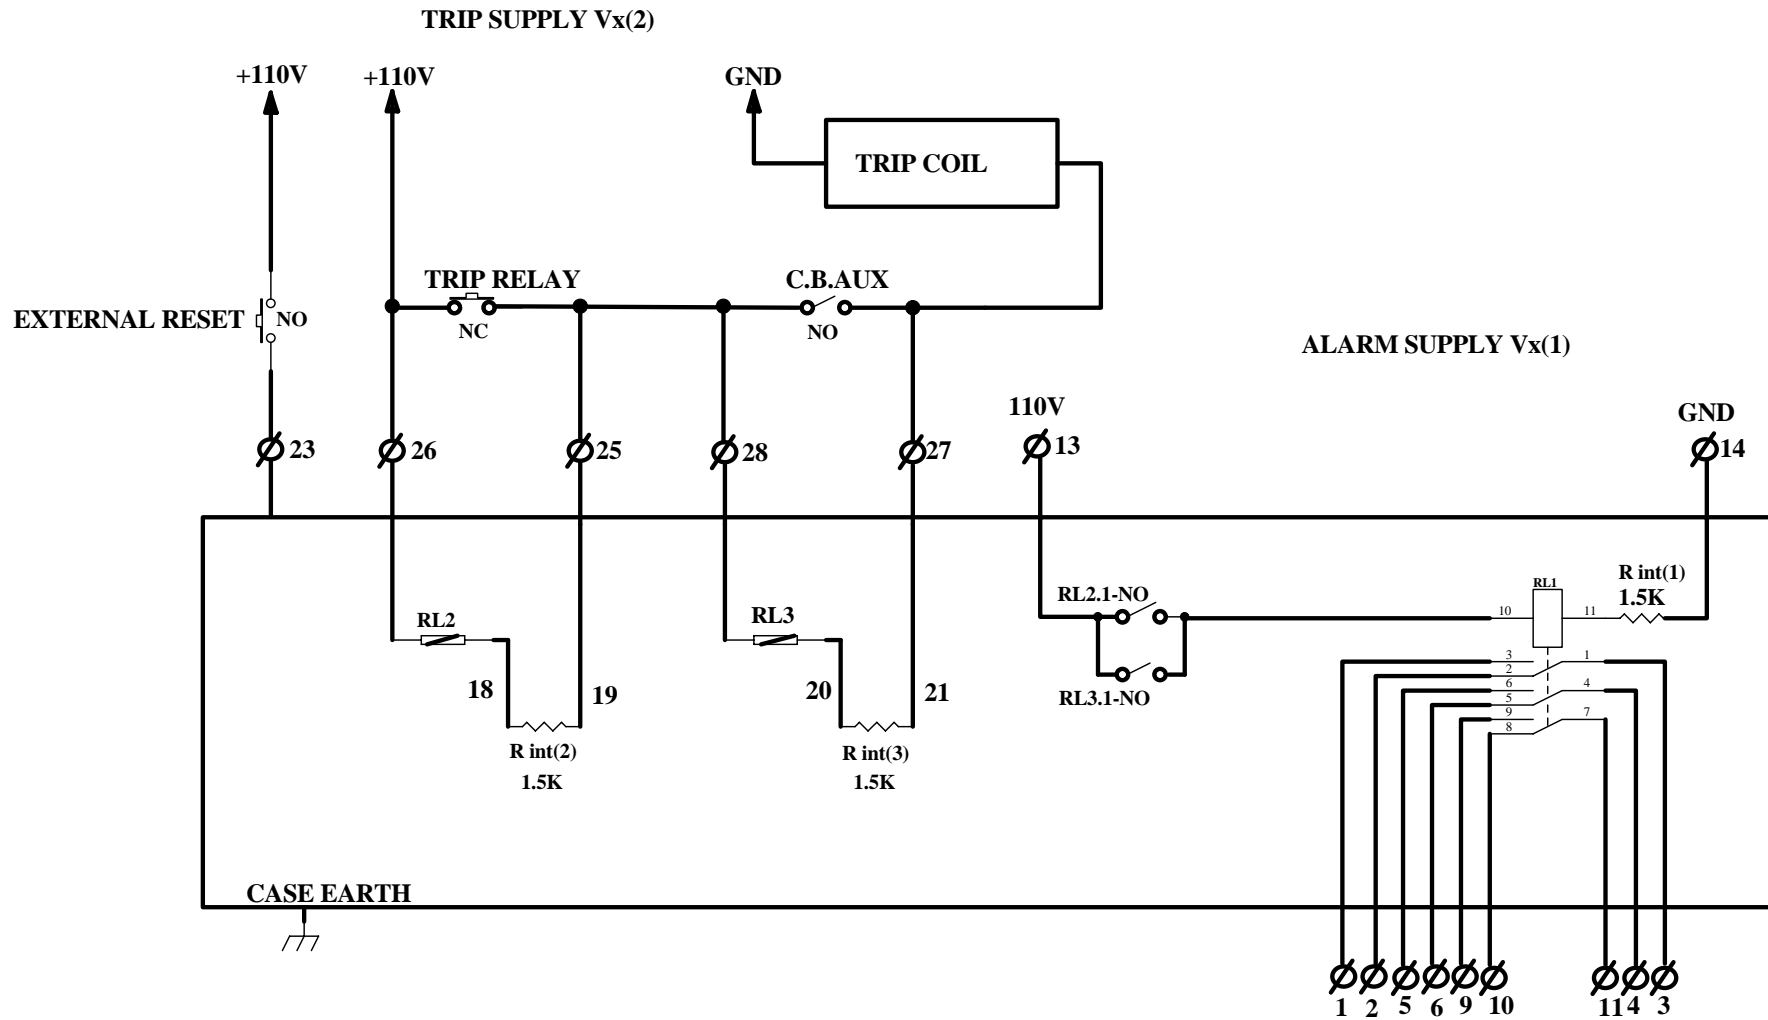 TRIP SUPPLY Vx(2)
+110V
+110V
GND
TRIP COIL
TRIP RELAY
C.B.AUX
EXTERNAL RESET
NO
NC
NO
ALARM SUPPLY Vx(1)
110V
GND
23
26
25
28
27
13
14
RL2
RL3
RL2.1-NO
RL3.1-NO
RL1
R int(1)
1.5K
10
11
3
2
6
5
9
8
1
4
7
18
19
20
21
R int(2)
1.5K
R int(3)
1.5K
CASE EARTH
1
2
5
6
9
10
11
4
3